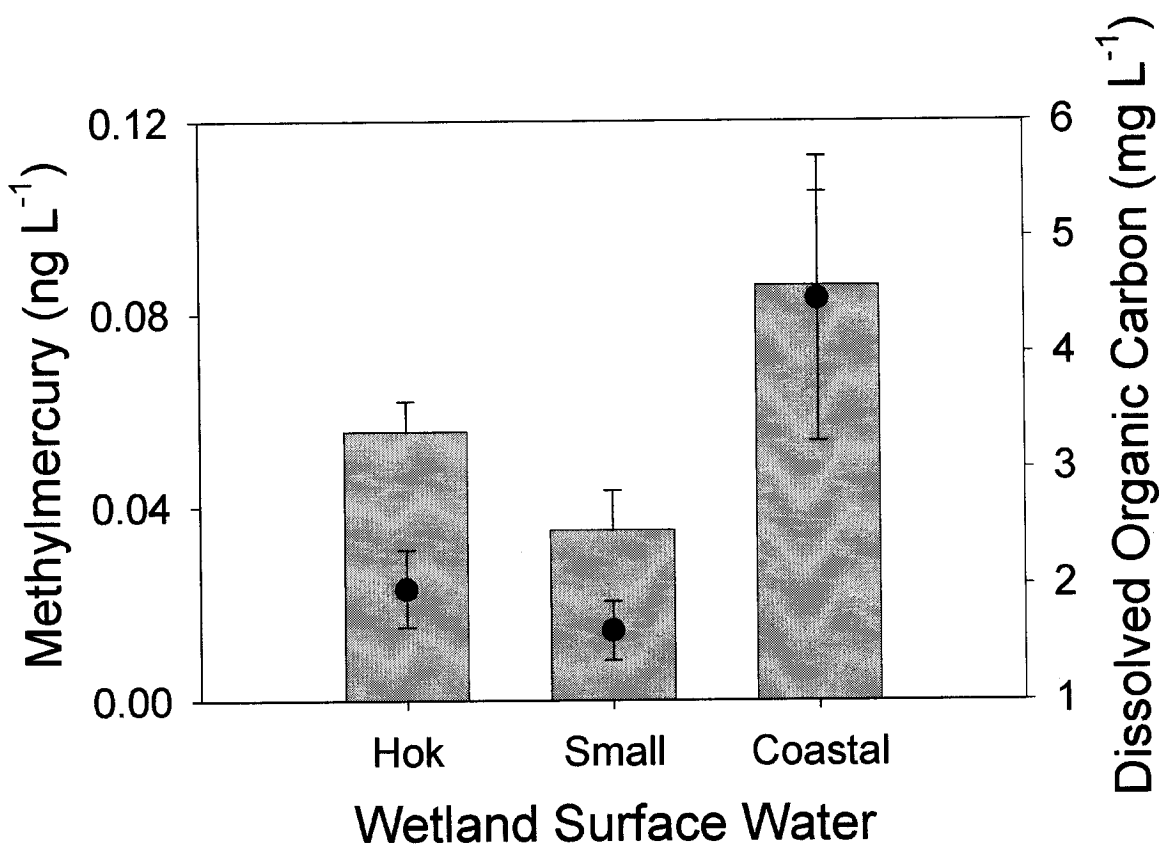 Methylmercury (ng L-1)
0.12
0.08
0.04
0.00
6
5
4
3
2
1
Dissolved Organic Carbon (mg L-1)
Hok Small Coastal
Wetland Surface Water